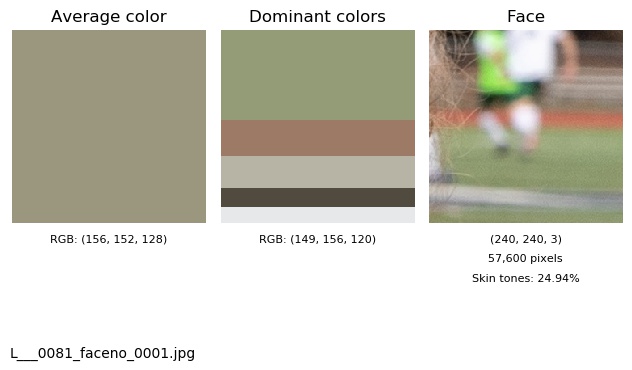 Average color
Dominant colors
Face
RGB: (156, 152, 128)
RGB: (149, 156, 120)
(240, 240, 3)
57,600 pixels
Skin tones: 24.94%
L___0081_faceno_0001.jpg